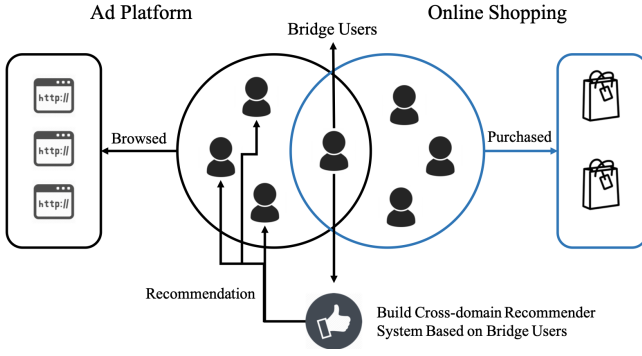 Ad Platform
Online Shopping
Bridge Users
http://
http://
http://
Browsed
Purchased
Recommendation
Build Cross-domain Recommender
System Based on Bridge Users